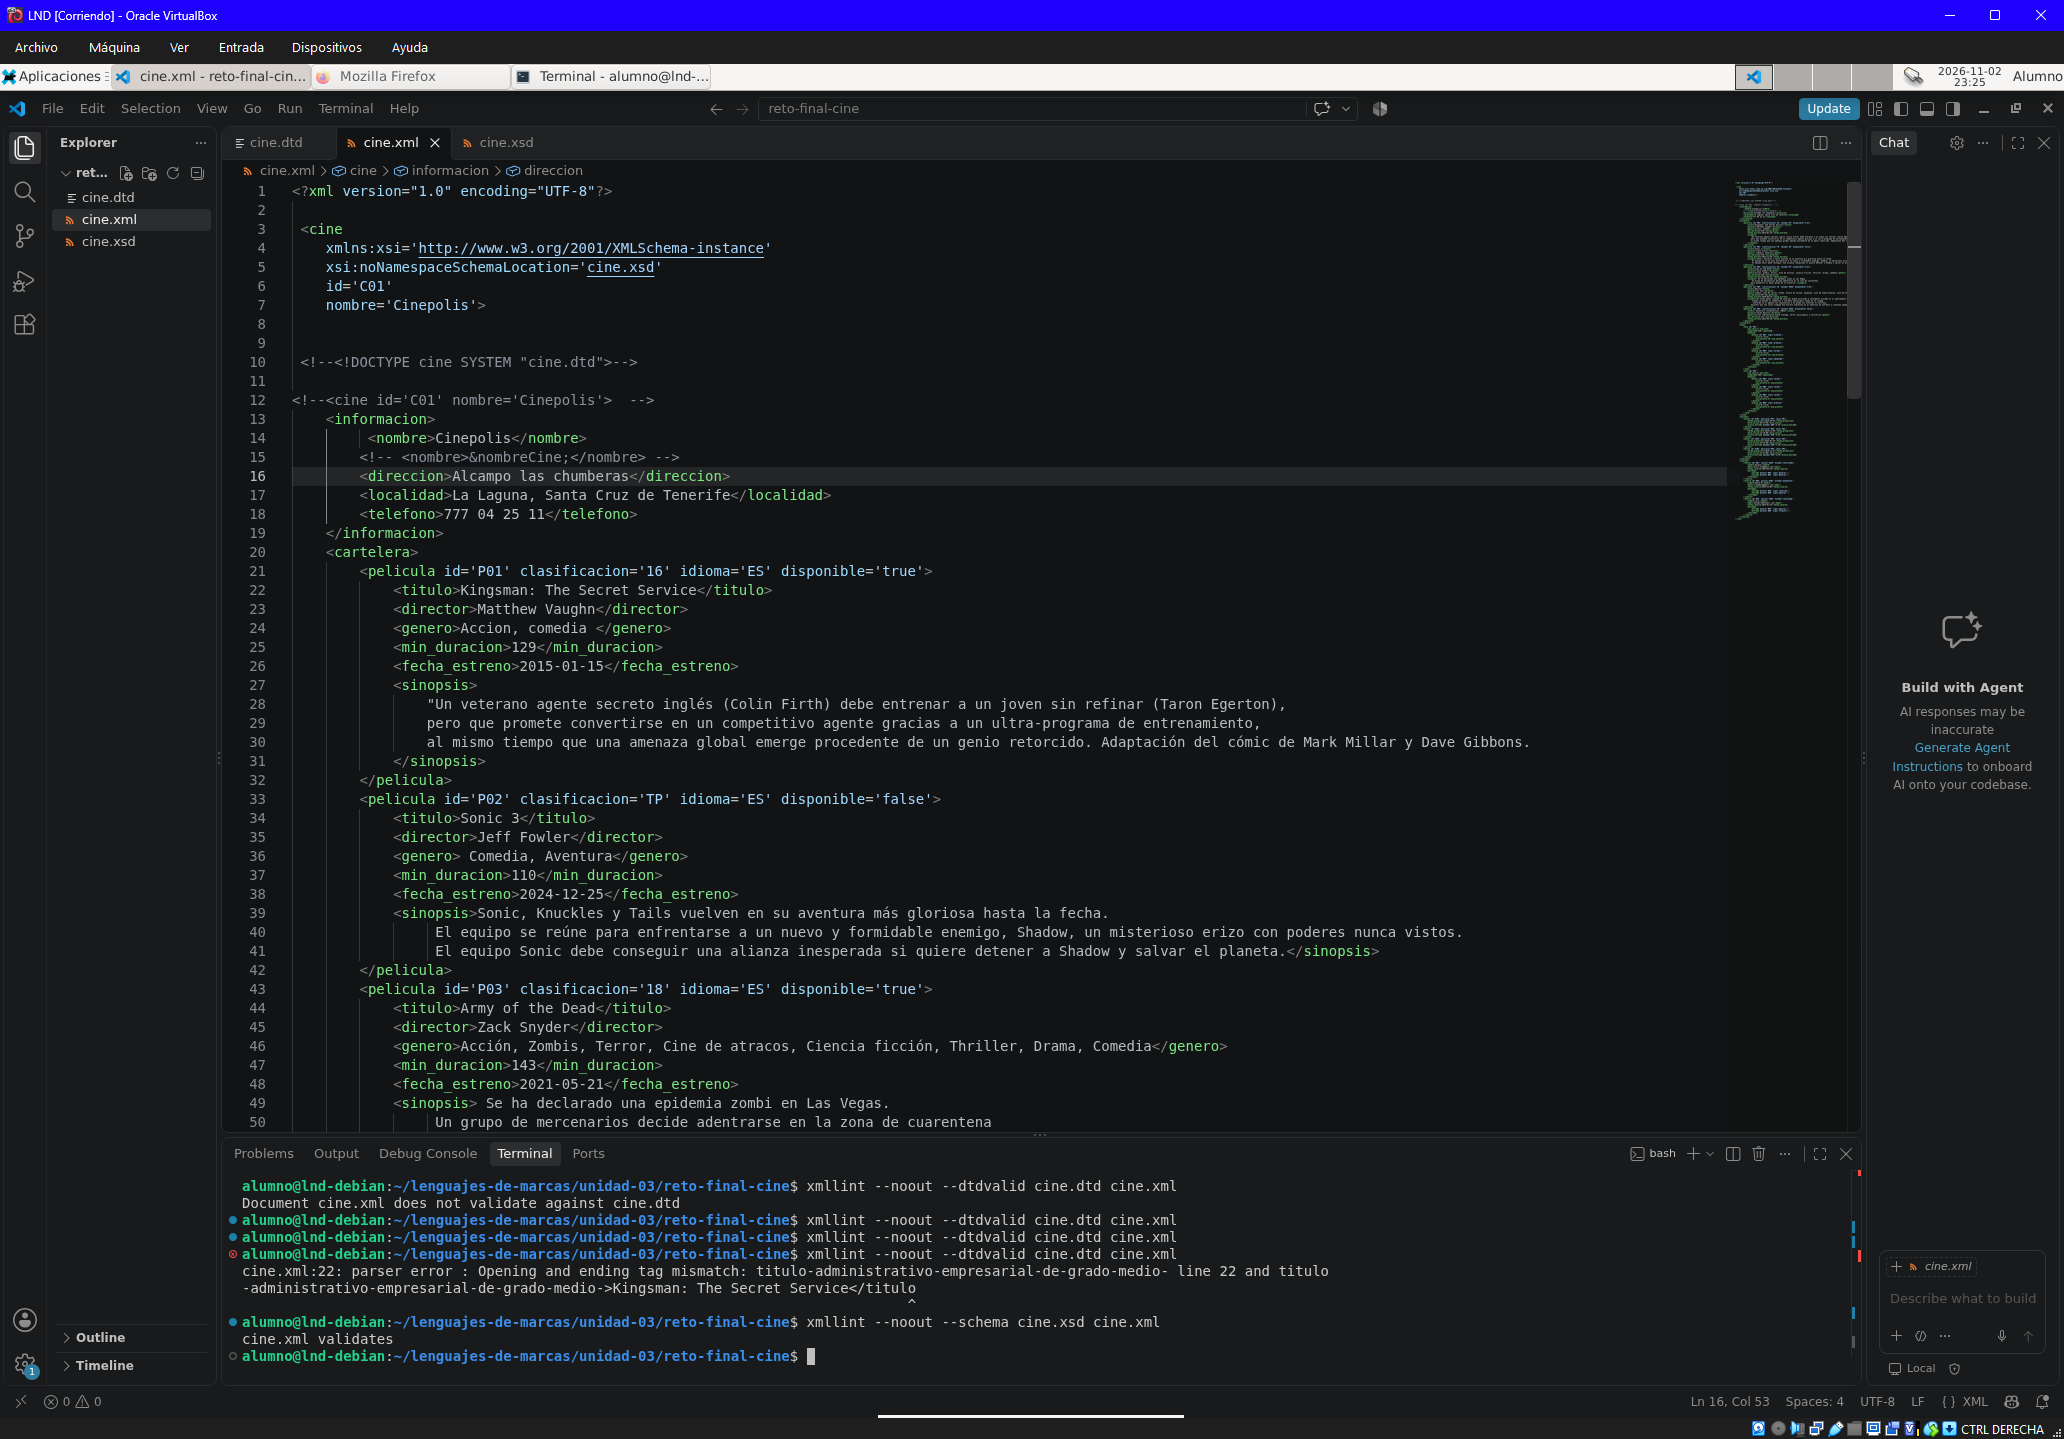 LND [Corriendo] - Oracle VirtualBox
Archivo Máquina Ver Entrada Dispositivos Ayuda
Aplicaciones cine.xml - reto-final-cin... Mozilla Firefox Terminal - alumno@lnd-... 2026-11-02 23:25 Alumno
File Edit Selection View Go Run Terminal Help reto-final-cine Update
Explorer
ret...
cine.dtd
cine.xml
cine.xsd
Outline
Timeline
1
cine.dtd cine.xml cine.xsd
cine.xml > cine > informacion > direccion
1 <?xml version="1.0" encoding="UTF-8"?>
2
3 <cine
4 xmlns:xsi='http://www.w3.org/2001/XMLSchema-instance'
5 xsi:noNamespaceSchemaLocation='cine.xsd'
6 id='C01'
7 nombre='Cinepolis'>
8
9
10 <!--<!DOCTYPE cine SYSTEM "cine.dtd">-->
11
12 <!--<cine id='C01' nombre='Cinepolis'>  -->
13 <informacion>
14 <nombre>Cinepolis</nombre>
15 <!-- <nombre>&nombreCine;</nombre> -->
16 <direccion>Alcampo las chumberas</direccion>
17 <localidad>La Laguna, Santa Cruz de Tenerife</localidad>
18 <telefono>777 04 25 11</telefono>
19 </informacion>
20 <cartelera>
21 <pelicula id='P01' clasificacion='16' idioma='ES' disponible='true'>
22 <titulo>Kingsman: The Secret Service</titulo>
23 <director>Matthew Vaughn</director>
24 <genero>Accion, comedia </genero>
25 <min_duracion>129</min_duracion>
26 <fecha_estreno>2015-01-15</fecha_estreno>
27 <sinopsis>
28 "Un veterano agente secreto inglés (Colin Firth) debe entrenar a un joven sin refinar (Taron Egerton),
29 pero que promete convertirse en un competitivo agente gracias a un ultra-programa de entrenamiento,
30 al mismo tiempo que una amenaza global emerge procedente de un genio retorcido. Adaptación del cómic de Mark Millar y Dave Gibbons.
31 </sinopsis>
32 </pelicula>
33 <pelicula id='P02' clasificacion='TP' idioma='ES' disponible='false'>
34 <titulo>Sonic 3</titulo>
35 <director>Jeff Fowler</director>
36 <genero> Comedia, Aventura</genero>
37 <min_duracion>110</min_duracion>
38 <fecha_estreno>2024-12-25</fecha_estreno>
39 <sinopsis>Sonic, Knuckles y Tails vuelven en su aventura más gloriosa hasta la fecha.
40 El equipo se reúne para enfrentarse a un nuevo y formidable enemigo, Shadow, un misterioso erizo con poderes nunca vistos.
41 El equipo Sonic debe conseguir una alianza inesperada si quiere detener a Shadow y salvar el planeta.</sinopsis>
42 </pelicula>
43 <pelicula id='P03' clasificacion='18' idioma='ES' disponible='true'>
44 <titulo>Army of the Dead</titulo>
45 <director>Zack Snyder</director>
46 <genero>Acción, Zombis, Terror, Cine de atracos, Ciencia ficción, Thriller, Drama, Comedia</genero>
47 <min_duracion>143</min_duracion>
48 <fecha_estreno>2021-05-21</fecha_estreno>
49 <sinopsis> Se ha declarado una epidemia zombi en Las Vegas.
50 Un grupo de mercenarios decide adentrarse en la zona de cuarentena
Problems Output Debug Console Terminal Ports bash
alumno@lnd-debian:~/lenguajes-de-marcas/unidad-03/reto-final-cine$ xmllint --noout --dtdvalid cine.dtd cine.xml
Document cine.xml does not validate against cine.dtd
alumno@lnd-debian:~/lenguajes-de-marcas/unidad-03/reto-final-cine$ xmllint --noout --dtdvalid cine.dtd cine.xml
alumno@lnd-debian:~/lenguajes-de-marcas/unidad-03/reto-final-cine$ xmllint --noout --dtdvalid cine.dtd cine.xml
alumno@lnd-debian:~/lenguajes-de-marcas/unidad-03/reto-final-cine$ xmllint --noout --dtdvalid cine.dtd cine.xml
cine.xml:22: parser error : Opening and ending tag mismatch: titulo-administrativo-empresarial-de-grado-medio- line 22 and titulo
-administrativo-empresarial-de-grado-medio->Kingsman: The Secret Service</titulo
^
alumno@lnd-debian:~/lenguajes-de-marcas/unidad-03/reto-final-cine$ xmllint --noout --schema cine.xsd cine.xml
cine.xml validates
alumno@lnd-debian:~/lenguajes-de-marcas/unidad-03/reto-final-cine$
Chat
Build with Agent
AI responses may be
inaccurate
Generate Agent
Instructions to onboard
AI onto your codebase.
cine.xml
Describe what to build
Local
0 0 Ln 16, Col 53 Spaces: 4 UTF-8 LF { } XML
CTRL DERECHA